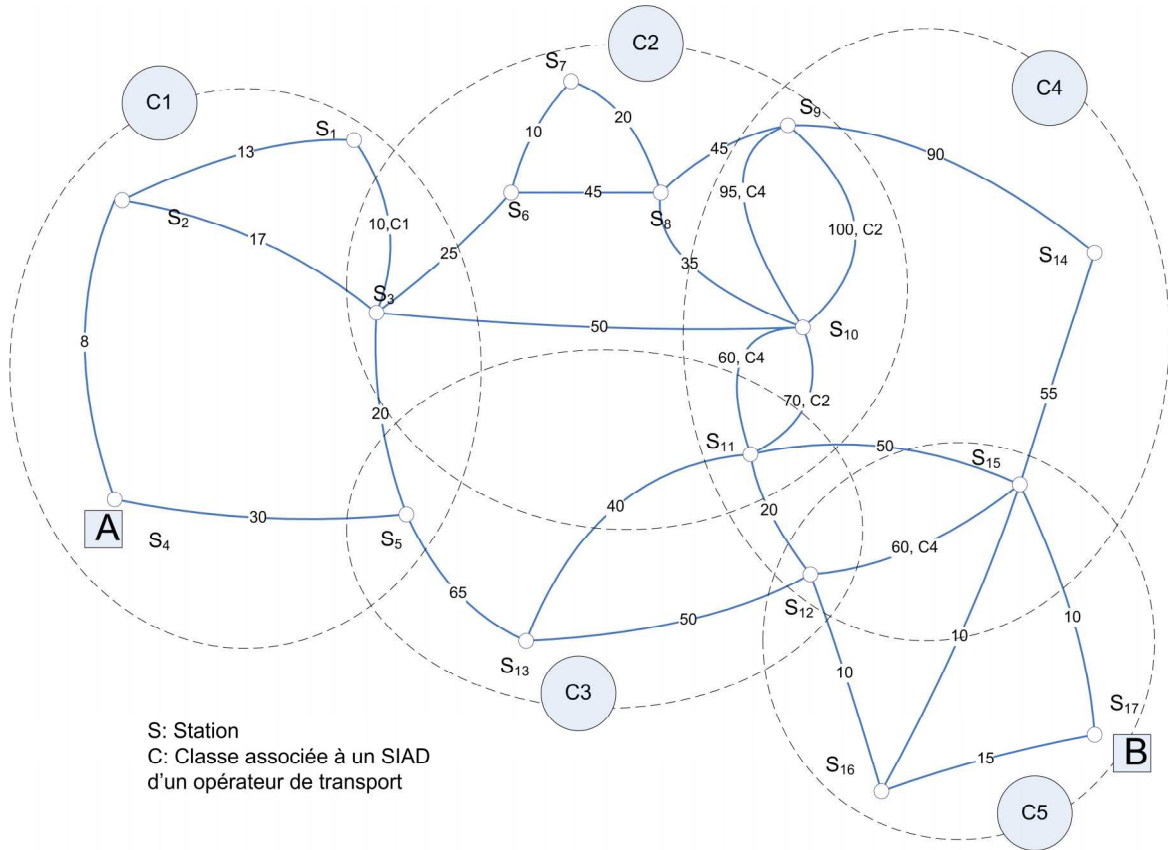 C2
C1
C4
S7
S9
S1
10
20
13
45
90
S2
S6
45
S8
95, C4
10,C1
100, C2
17
25
35
S14
S3
50
S10
8
60, C4
70, C2
55
20
S11
50
S15
40
20
A
S4
30
S5
60, C4
65
S12
50
10
10
S13
10
C3
S17
S: Station
C: Classe associée à un SIAD
d'un opérateur de transport
S16
15
B
C5